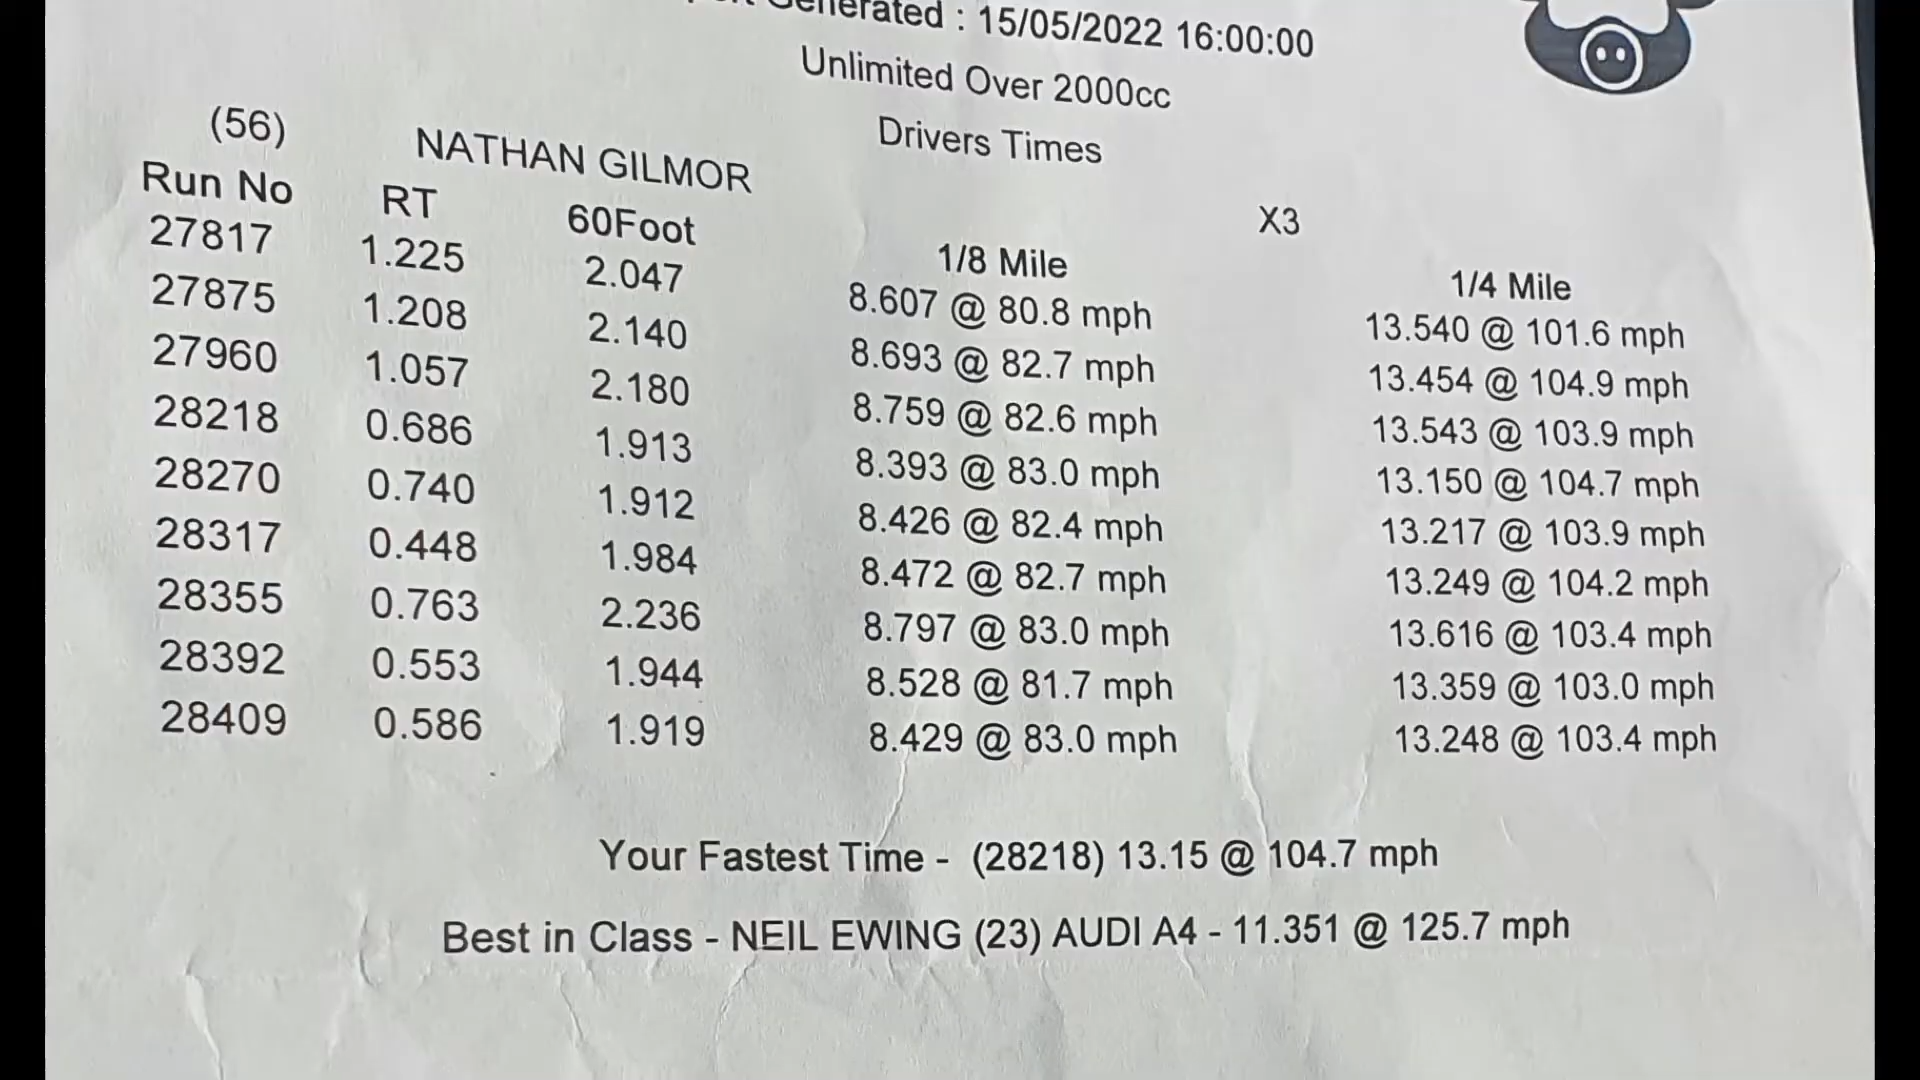 Generated : 15/05/2022 16:00:00
Unlimited Over 2000cc
Drivers Times
(56) NATHAN GILMOR X3
Run No RT 60Foot 1/8 Mile 1/4 Mile
27817 1.225 2.047 8.607 @ 80.8 mph 13.540 @ 101.6 mph
27875 1.208 2.140 8.693 @ 82.7 mph 13.454 @ 104.9 mph
27960 1.057 2.180 8.759 @ 82.6 mph 13.543 @ 103.9 mph
28218 0.686 1.913 8.393 @ 83.0 mph 13.150 @ 104.7 mph
28270 0.740 1.912 8.426 @ 82.4 mph 13.217 @ 103.9 mph
28317 0.448 1.984 8.472 @ 82.7 mph 13.249 @ 104.2 mph
28355 0.763 2.236 8.797 @ 83.0 mph 13.616 @ 103.4 mph
28392 0.553 1.944 8.528 @ 81.7 mph 13.359 @ 103.0 mph
28409 0.586 1.919 8.429 @ 83.0 mph 13.248 @ 103.4 mph
Your Fastest Time - (28218) 13.15 @ 104.7 mph
Best in Class - NEIL EWING (23) AUDI A4 - 11.351 @ 125.7 mph